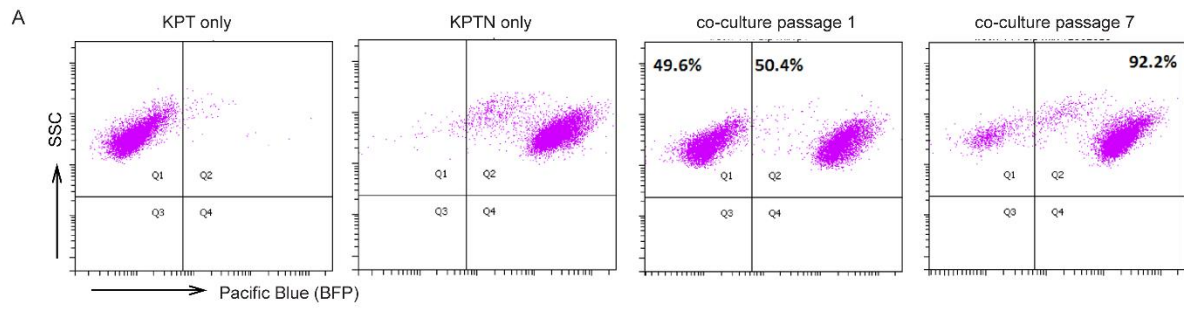 A
KPT only
KPTN only
co-culture passage 1
co-culture passage 7
49.6%
50.4%
92.2%
SSC
Q1
Q2
Q3
Q4
Q1
Q2
Q3
Q4
Q1
Q2
Q3
Q4
Q1
Q2
Q3
Q4
Pacific Blue (BFP)